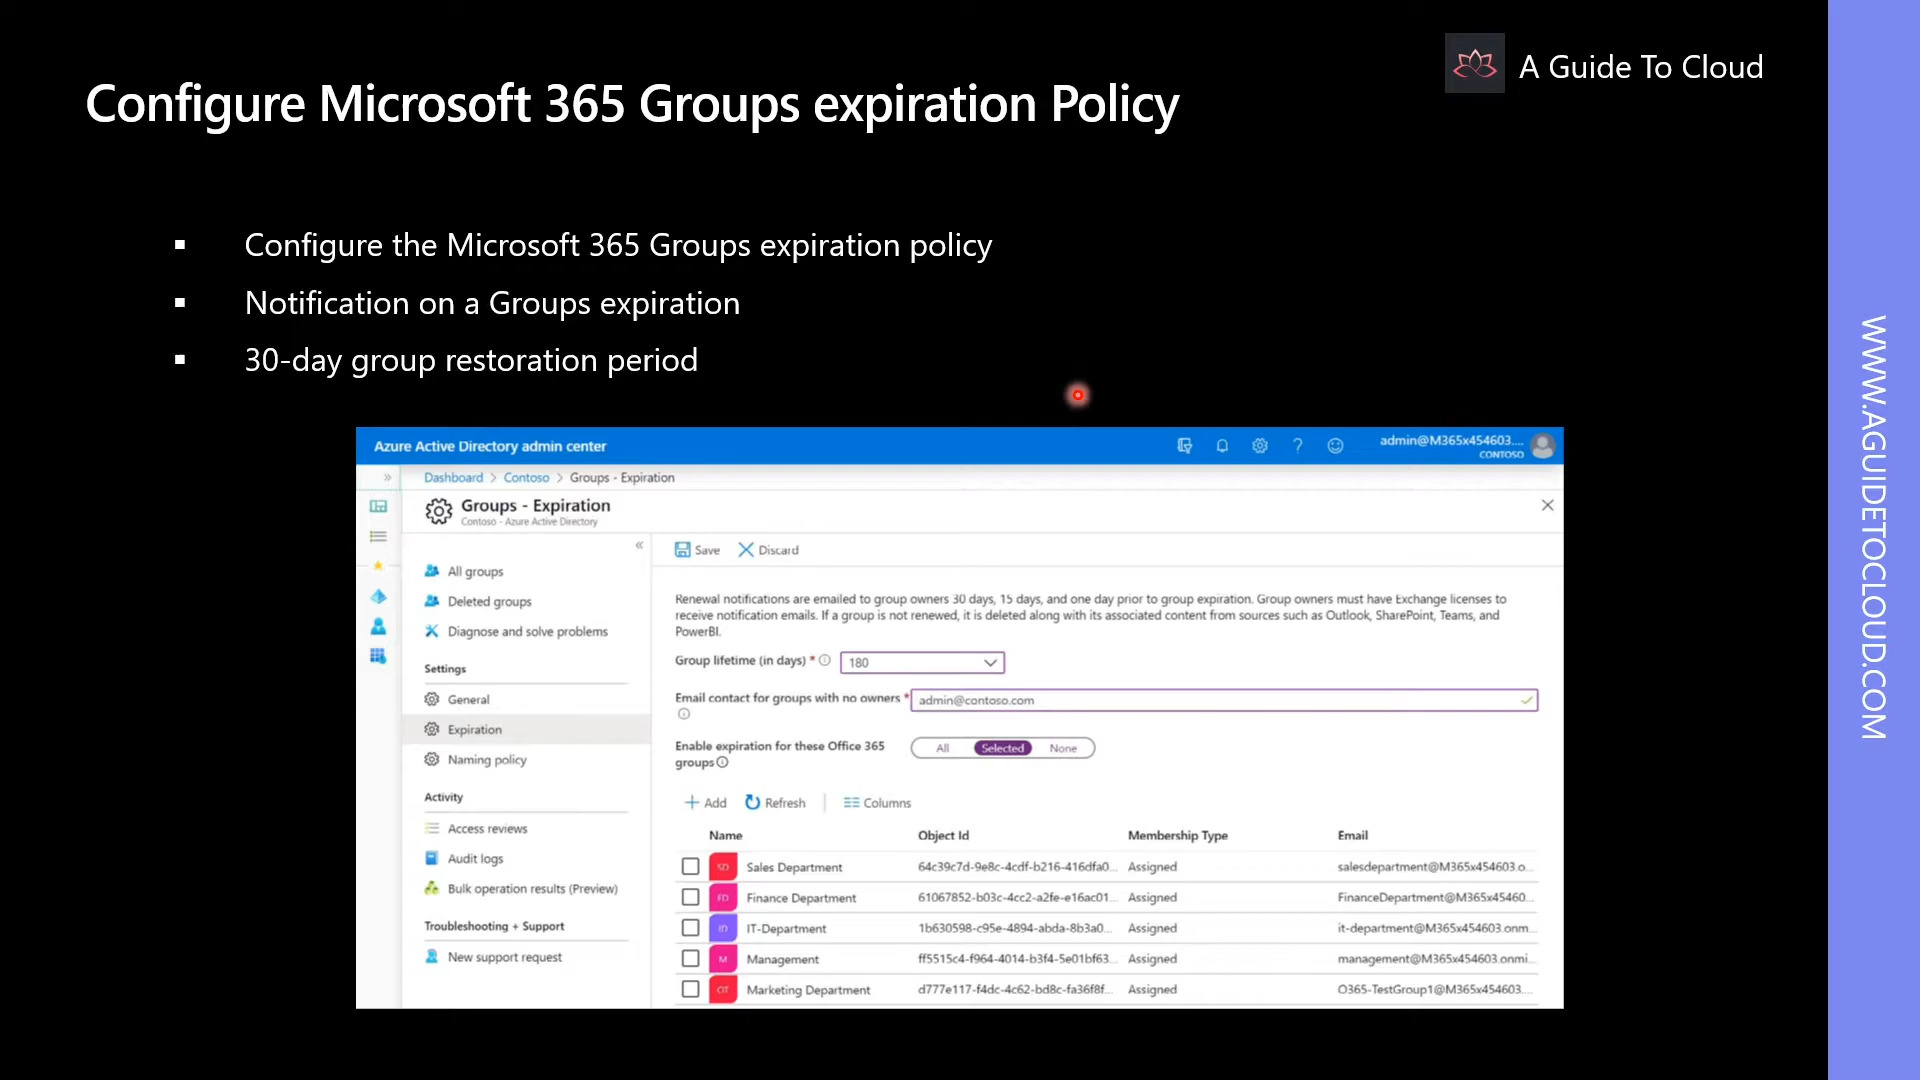 A Guide To Cloud
Configure Microsoft 365 Groups expiration Policy
▪ Configure the Microsoft 365 Groups expiration policy
▪ Notification on a Groups expiration
▪ 30-day group restoration period
WWW.AGUIDETOCLOUD.COM
Azure Active Directory admin center
admin@M365x454603....
CONTOSO
Dashboard > Contoso > Groups - Expiration
Groups - Expiration
Contoso - Azure Active Directory
All groups
Deleted groups
Diagnose and solve problems
Settings
General
Expiration
Naming policy
Activity
Access reviews
Audit logs
Bulk operation results (Preview)
Troubleshooting + Support
New support request
Save Discard
Renewal notifications are emailed to group owners 30 days, 15 days, and one day prior to group expiration. Group owners must have Exchange licenses to
receive notification emails. If a group is not renewed, it is deleted along with its associated content from sources such as Outlook, SharePoint, Teams, and
PowerBI.
Group lifetime (in days) * 180
Email contact for groups with no owners * admin@contoso.com
Enable expiration for these Office 365 All Selected None
groups
+ Add Refresh Columns
Name Object Id Membership Type Email
SD Sales Department 64c39c7d-9e8c-4cdf-b216-416dfa0... Assigned salesdepartment@M365x454603.o...
FD Finance Department 61067852-b03c-4cc2-a2fe-e16ac01... Assigned FinanceDepartment@M365x45460...
ID IT-Department 1b630598-c95e-4894-abda-8b3a0... Assigned it-department@M365x454603.onm...
M Management ff5515c4-f964-4014-b3f4-5e01bf63... Assigned management@M365x454603.onmi...
OT Marketing Department d777e117-f4dc-4c62-bd8c-fa36f8f... Assigned O365-TestGroup1@M365x454603....